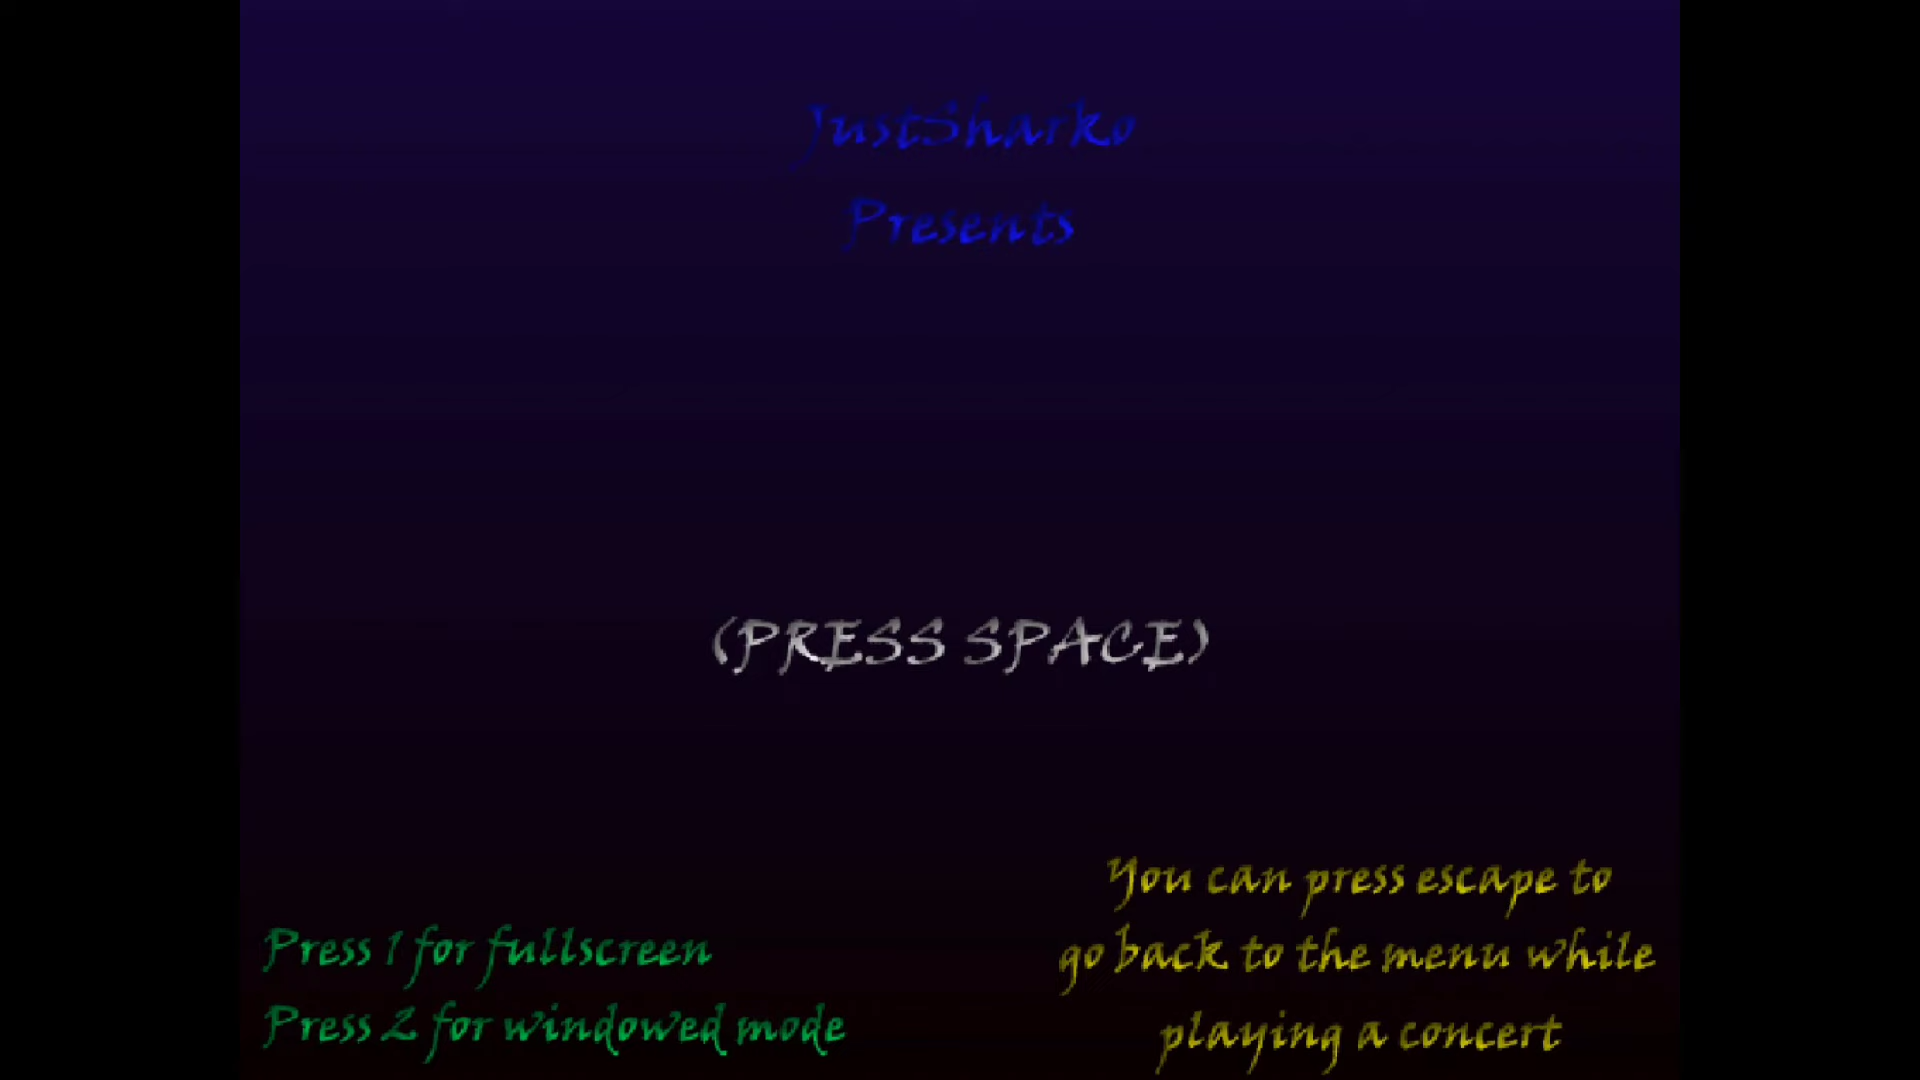 JustSharko
Presents
(PRESS SPACE)
Press 1 for fullscreen
Press 2 for windowed mode
You can press escape to
go back to the menu while
playing a concert